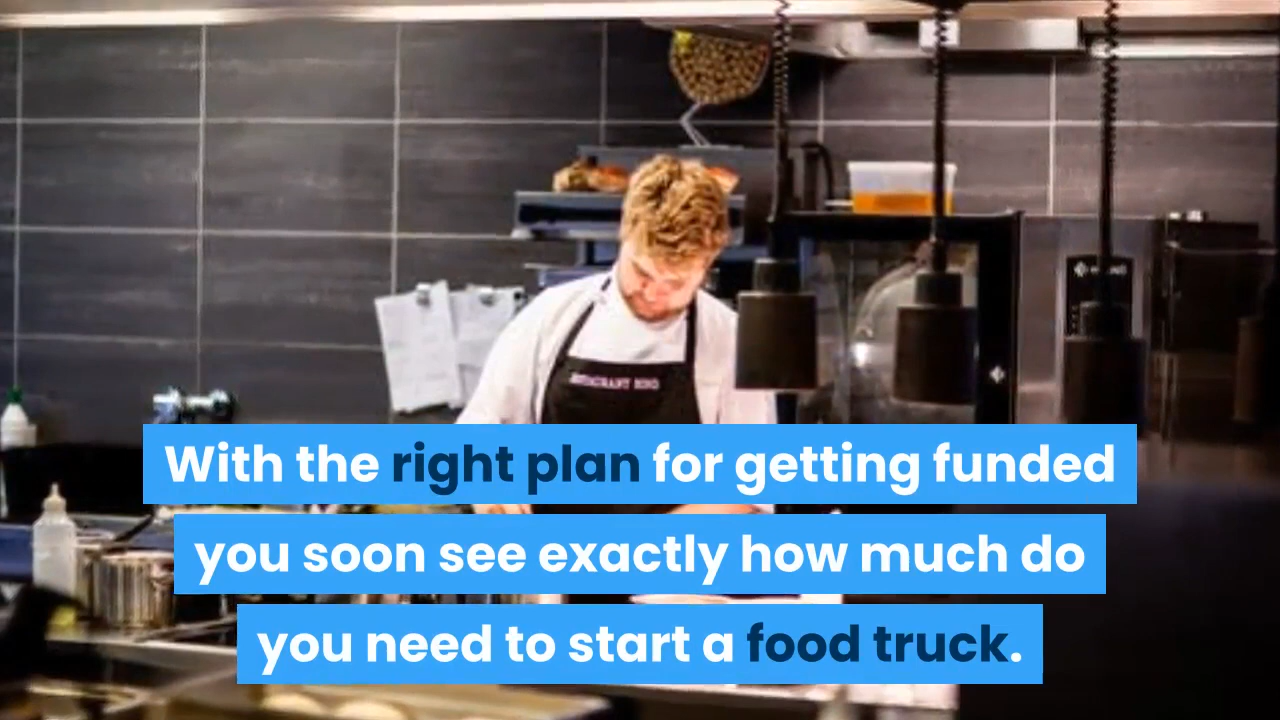 With the right plan for getting funded
you soon see exactly how much do
you need to start a food truck.